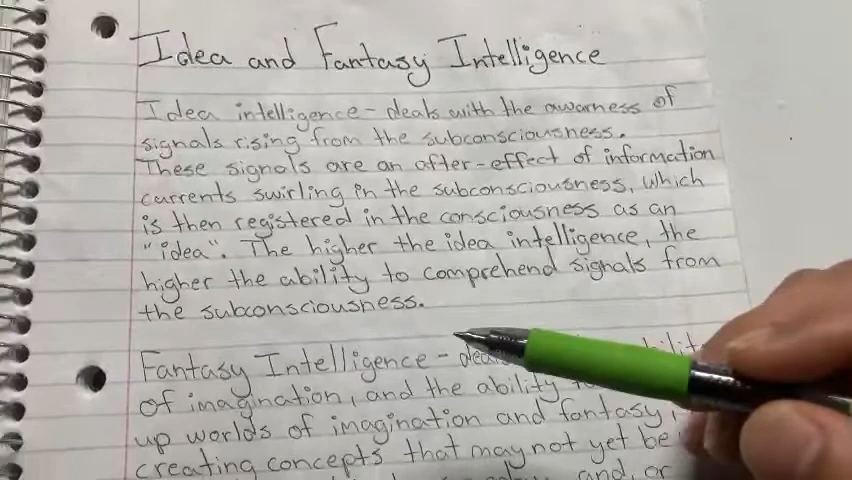 Idea and Fantasy Intelligence
Idea intelligence - deals with the awarness of
signals rising from the subconsciousness.
These signals are an after-effect of information
currents swirling in the subconsciousness, which
is then registered in the consciousness as an
"idea". The higher the idea intelligence, the
higher the ability to comprehend signals from
the subconsciousness.
Fantasy Intelligence -
of imagination, and the ability
up worlds of imagination and fantasy,
creating concepts that may not yet be
and, or